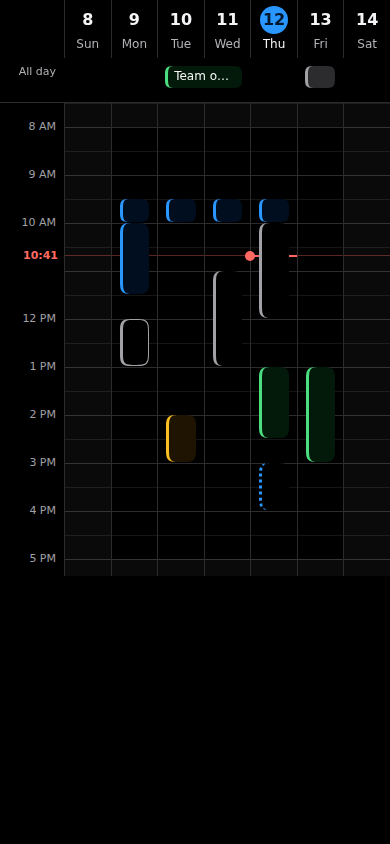 8 9 10 11 12 13 14
Sun Mon Tue Wed Thu Fri Sat
All day Team o...
8 AM
9 AM
10 AM
10:41
12 PM
1 PM
2 PM
3 PM
4 PM
5 PM